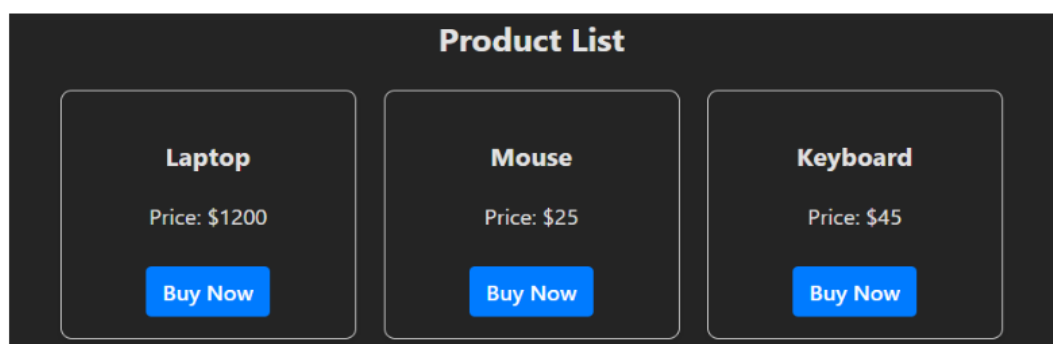 Product List
Laptop
Price: $1200
Buy Now
Mouse
Price: $25
Buy Now
Keyboard
Price: $45
Buy Now